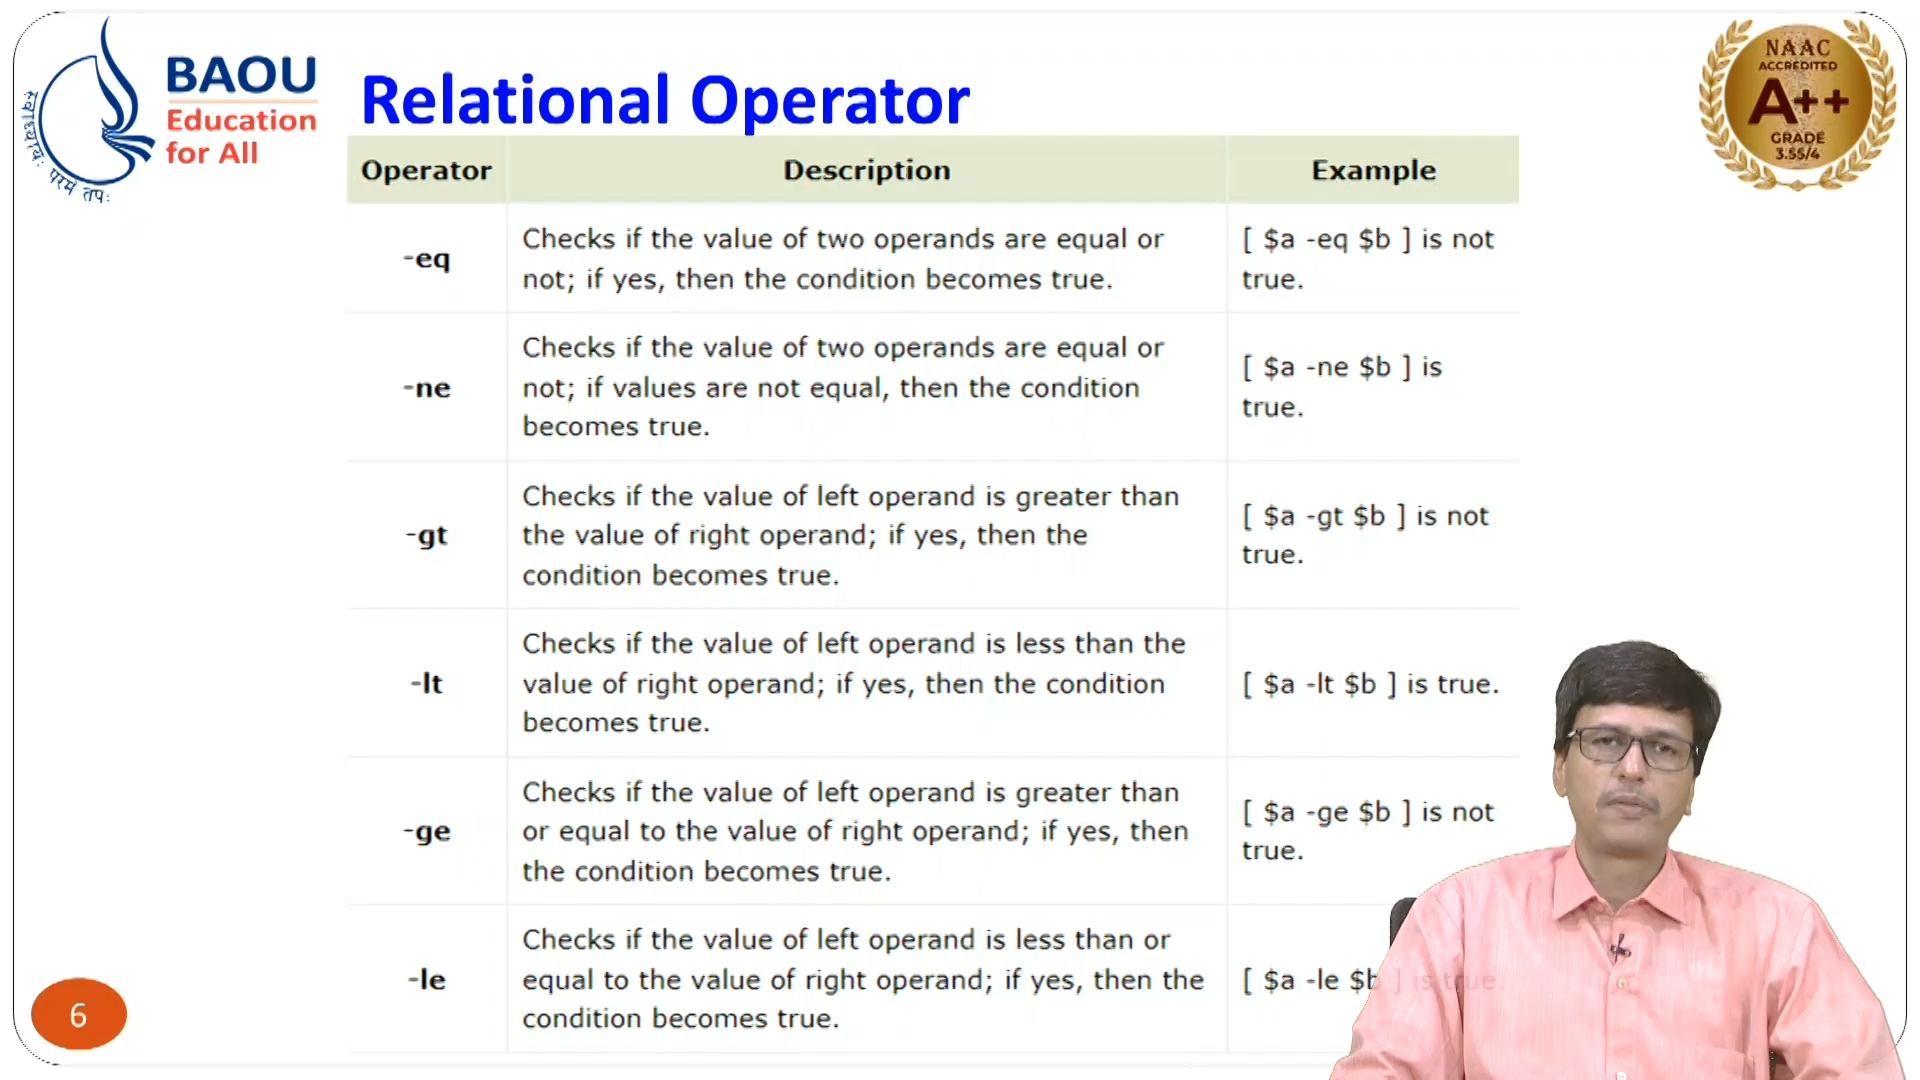 BAOU
Education
for All
स्वाध्यायः परमं तपः
Relational Operator
NAAC
ACCREDITED
A++
GRADE
3.55/4
Operator Description Example
-eq
Checks if the value of two operands are equal or
not; if yes, then the condition becomes true.
[ $a -eq $b ] is not
true.
-ne
Checks if the value of two operands are equal or
not; if values are not equal, then the condition
becomes true.
[ $a -ne $b ] is
true.
-gt
Checks if the value of left operand is greater than
the value of right operand; if yes, then the
condition becomes true.
[ $a -gt $b ] is not
true.
-lt
Checks if the value of left operand is less than the
value of right operand; if yes, then the condition
becomes true.
[ $a -lt $b ] is true.
-ge
Checks if the value of left operand is greater than
or equal to the value of right operand; if yes, then
the condition becomes true.
[ $a -ge $b ] is not
true.
-le
Checks if the value of left operand is less than or
equal to the value of right operand; if yes, then the
condition becomes true.
[ $a -le $b ] is true.
6